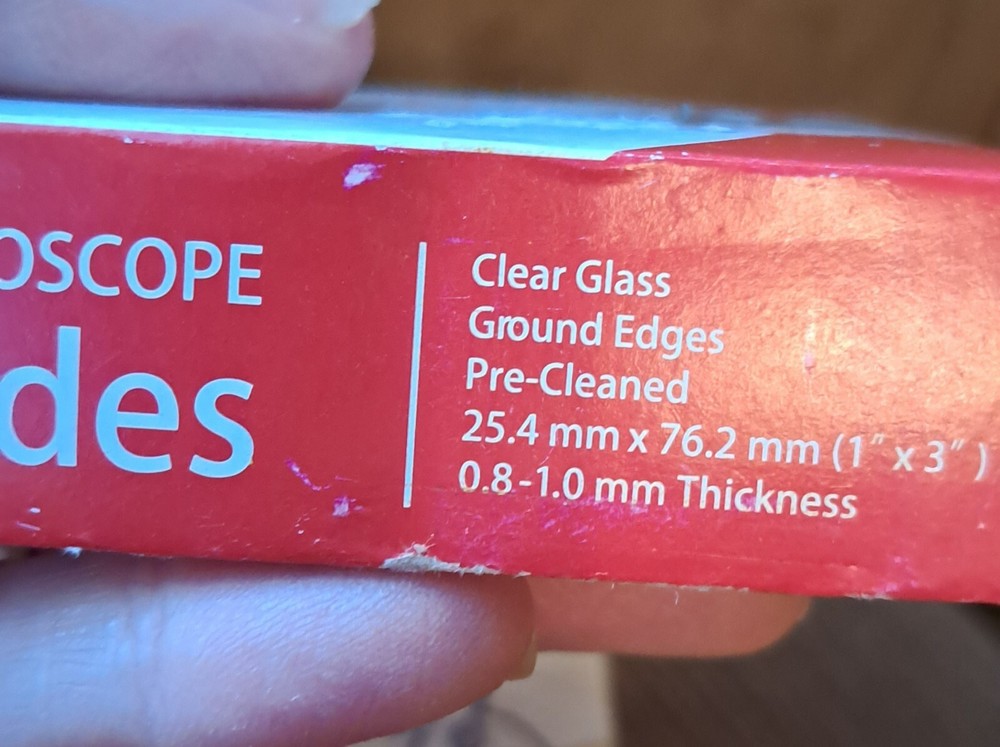 OSCOPE
des
Clear Glass
Ground Edges
Pre-Cleaned
25.4 mm x 76.2 mm (1" x 3" )
0.8-1.0 mm Thickness